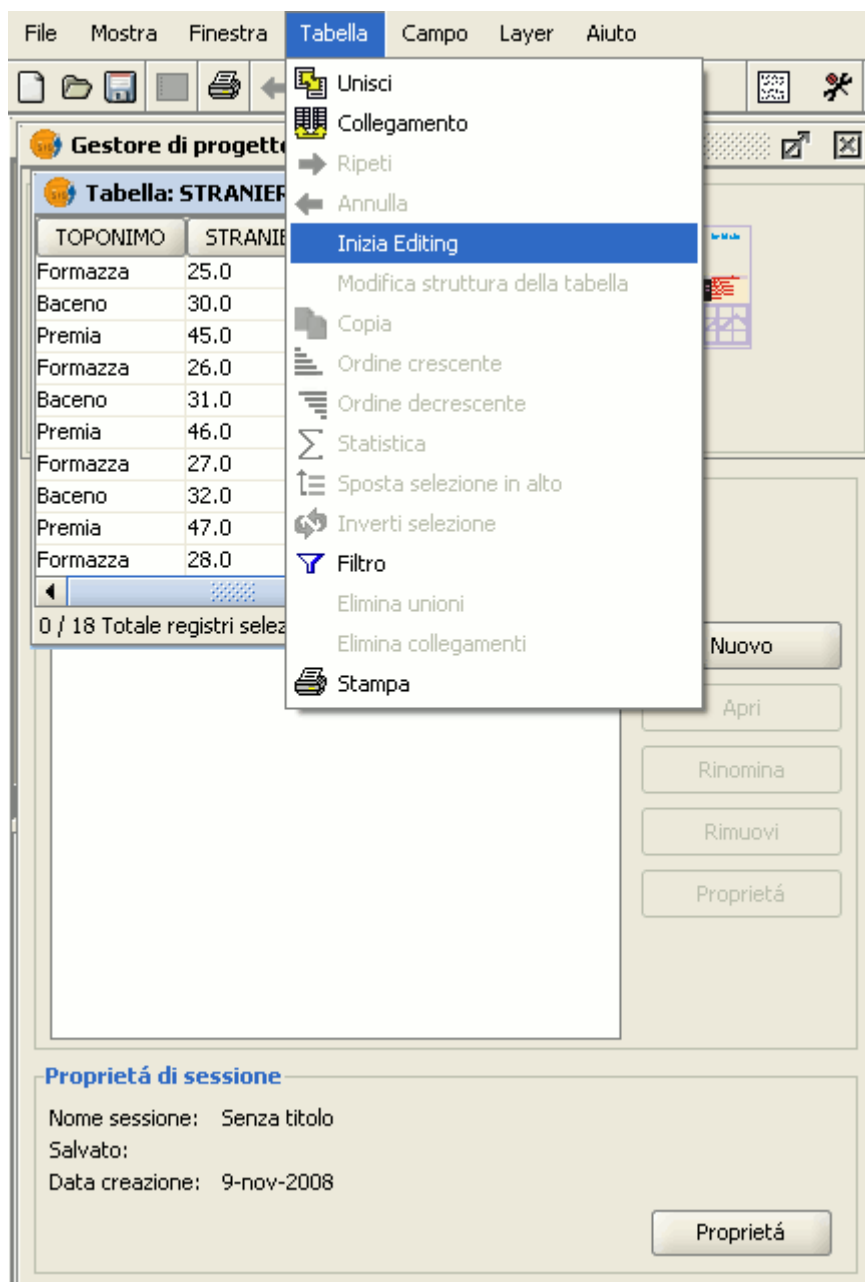 File Mostra Finestra Tabella Campo Layer Aiuto
Unisci
Collegamento
Ripeti
Annulla
Inizia Editing
Modifica struttura della tabella
Copia
Ordine crescente
Ordine decrescente
Statistica
Sposta selezione in alto
Inverti selezione
Filtro
Elimina unioni
Elimina collegamenti
Stampa
Gestore di progetto
Tabella: STRANIER
TOPONIMO STRANIE
Formazza 25.0
Baceno 30.0
Premia 45.0
Formazza 26.0
Baceno 31.0
Premia 46.0
Formazza 27.0
Baceno 32.0
Premia 47.0
Formazza 28.0
0 / 18 Totale registri selez
Nuovo
Apri
Rinomina
Rimuovi
Proprietá
Proprietá di sessione
Nome sessione: Senza titolo
Salvato:
Data creazione: 9-nov-2008
Proprietá